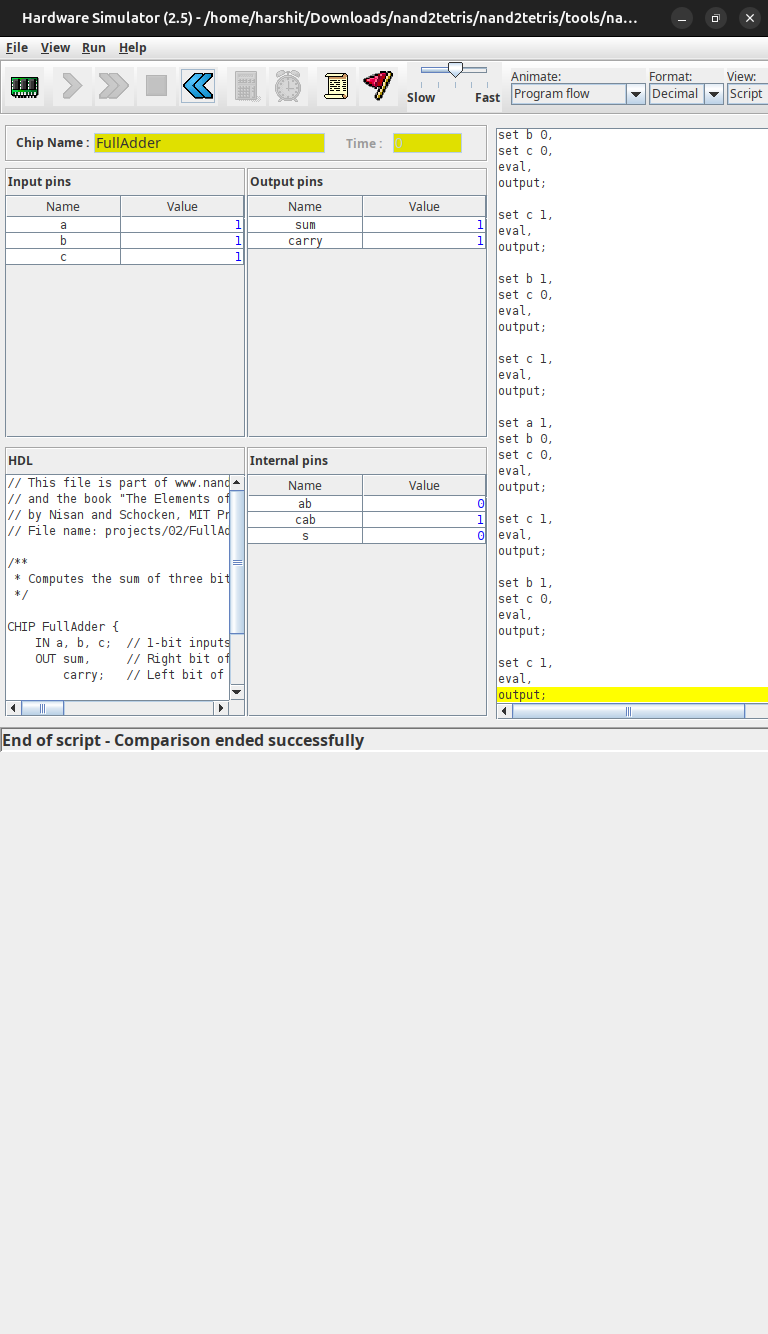 Hardware Simulator (2.5) - /home/harshit/Downloads/nand2tetris/nand2tetris/tools/na...
File View Run Help
Slow Fast
Animate: Format: View:
Program flow Decimal Script
Chip Name : FullAdder Time : 0
Input pins
Name Value
a 1
b 1
c 1
Output pins
Name Value
sum 1
carry 1
HDL
// This file is part of www.nand
// and the book "The Elements of
// by Nisan and Schocken, MIT Pr
// File name: projects/02/FullAd
/**
* Computes the sum of three bit
*/
CHIP FullAdder {
IN a, b, c; // 1-bit inputs
OUT sum, // Right bit of
carry; // Left bit of
Internal pins
Name Value
ab 0
cab 1
s 0
set b 0,
set c 0,
eval,
output;
set c 1,
eval,
output;
set b 1,
set c 0,
eval,
output;
set c 1,
eval,
output;
set a 1,
set b 0,
set c 0,
eval,
output;
set c 1,
eval,
output;
set b 1,
set c 0,
eval,
output;
set c 1,
eval,
output;
End of script - Comparison ended successfully